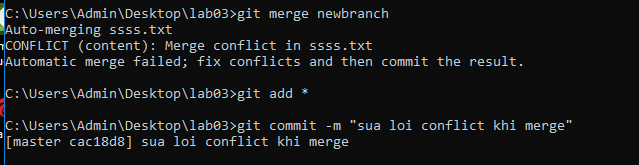 C:\Users\Admin\Desktop\lab03>git merge newbranch
Auto-merging ssss.txt
CONFLICT (content): Merge conflict in ssss.txt
Automatic merge failed; fix conflicts and then commit the result.
C:\Users\Admin\Desktop\lab03>git add *
C:\Users\Admin\Desktop\lab03>git commit -m "sua loi conflict khi merge"
[master cac18d8] sua loi conflict khi merge